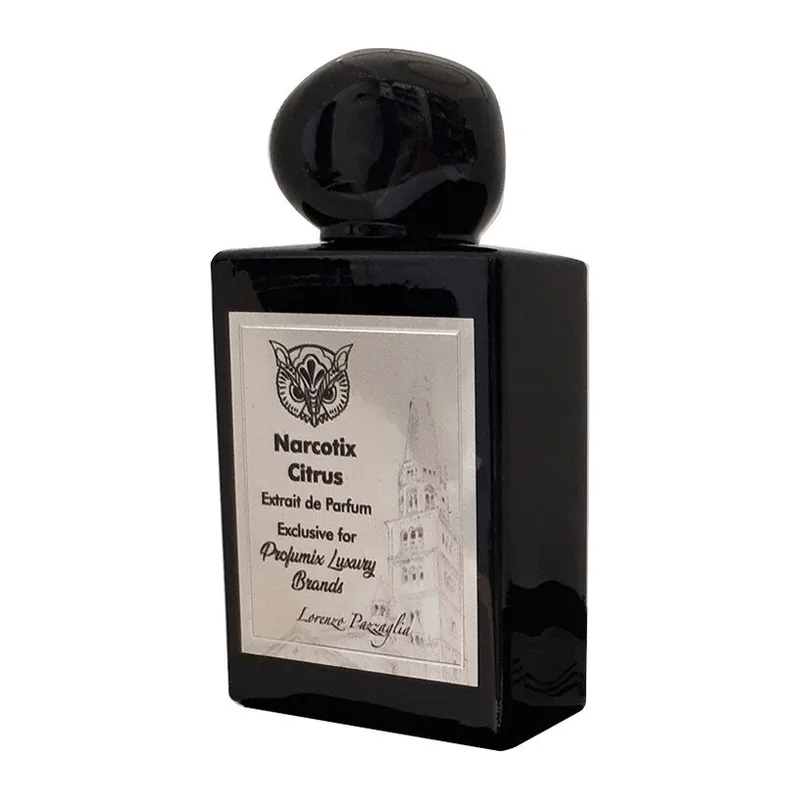 Narcotix
Citrus
Extrait de Parfum
Exclusive for
Profumix Luxury
Brands
Lorenzo Pazzaglia